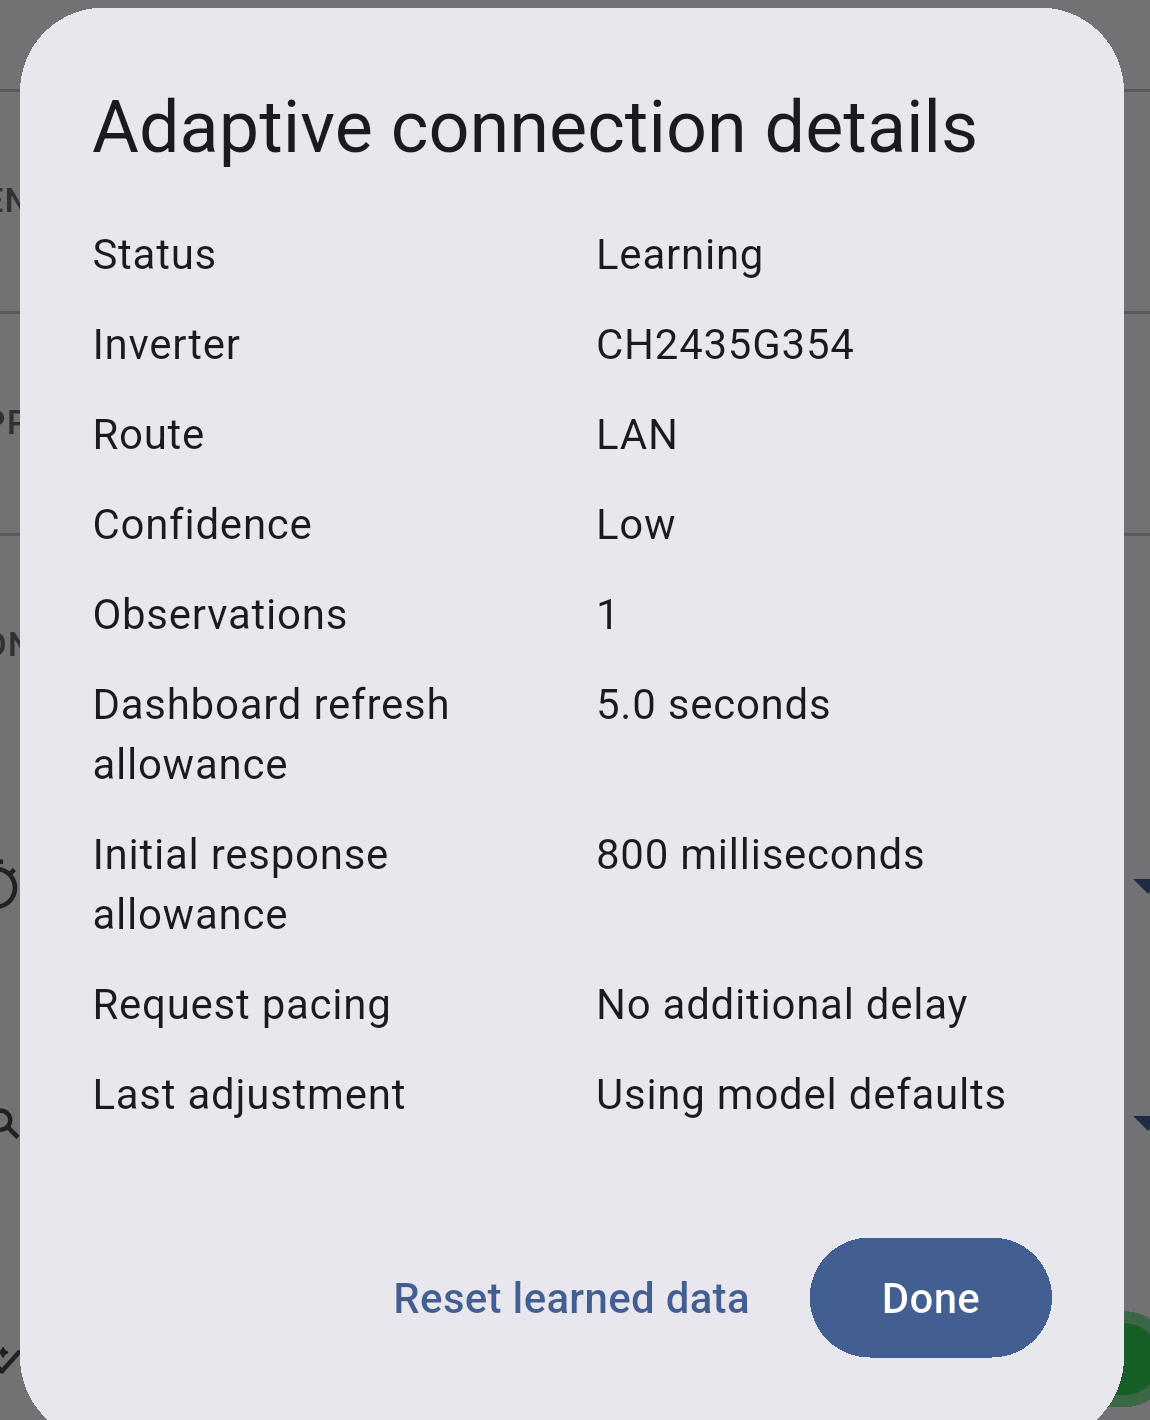 Adaptive connection details
Status Learning
Inverter CH2435G354
Route LAN
Confidence Low
Observations 1
Dashboard refresh 5.0 seconds
allowance
Initial response 800 milliseconds
allowance
Request pacing No additional delay
Last adjustment Using model defaults
Reset learned data Done